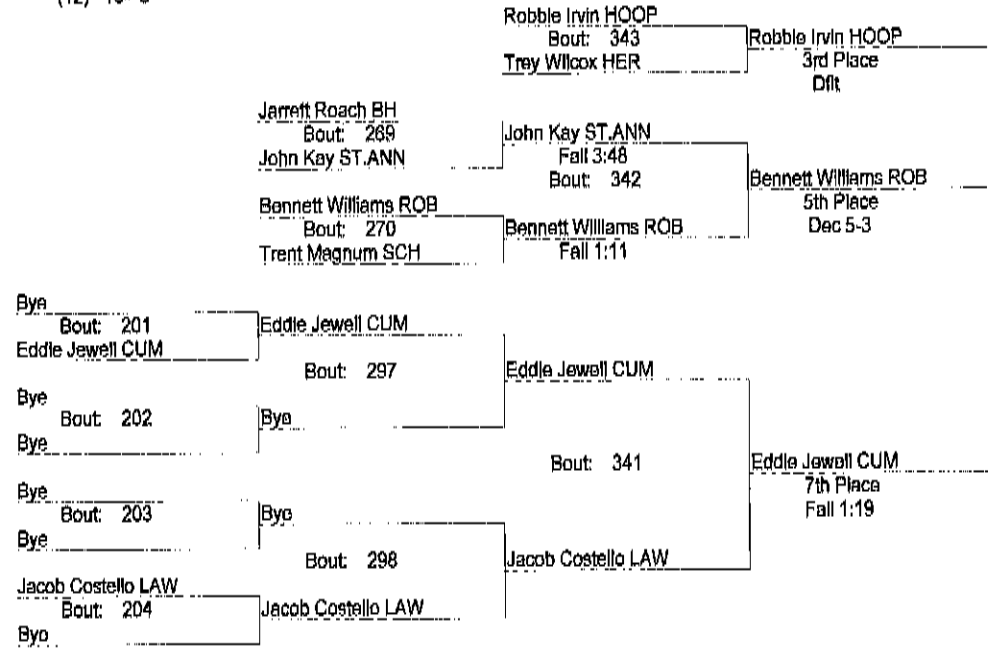 Robbie Irvin HOOP
Bout: 343
Trey Wilcox HER
Robbie Irvin HOOP
3rd Place
Dflt
Jarrett Roach BH
Bout: 269
John Kay ST.ANN
John Kay ST.ANN
Fall 3:48
Bout: 342
Bennett Williams ROB
Bout: 270
Trent Magnum SCH
Bennett Williams ROB
Fall 1:11
Bennett Williams ROB
5th Place
Dec 5-3
Bye
Bout: 201
Eddie Jewell CUM
Eddie Jewell CUM
Bout: 297
Bye
Bout: 202
Bye
Bye
Eddie Jewell CUM
Bout: 341
Eddie Jewell CUM
7th Place
Fall 1:19
Bye
Bout: 203
Bye
Bye
Bout: 298
Jacob Costello LAW
Jacob Costello LAW
Bout: 204
Bye
Jacob Costello LAW